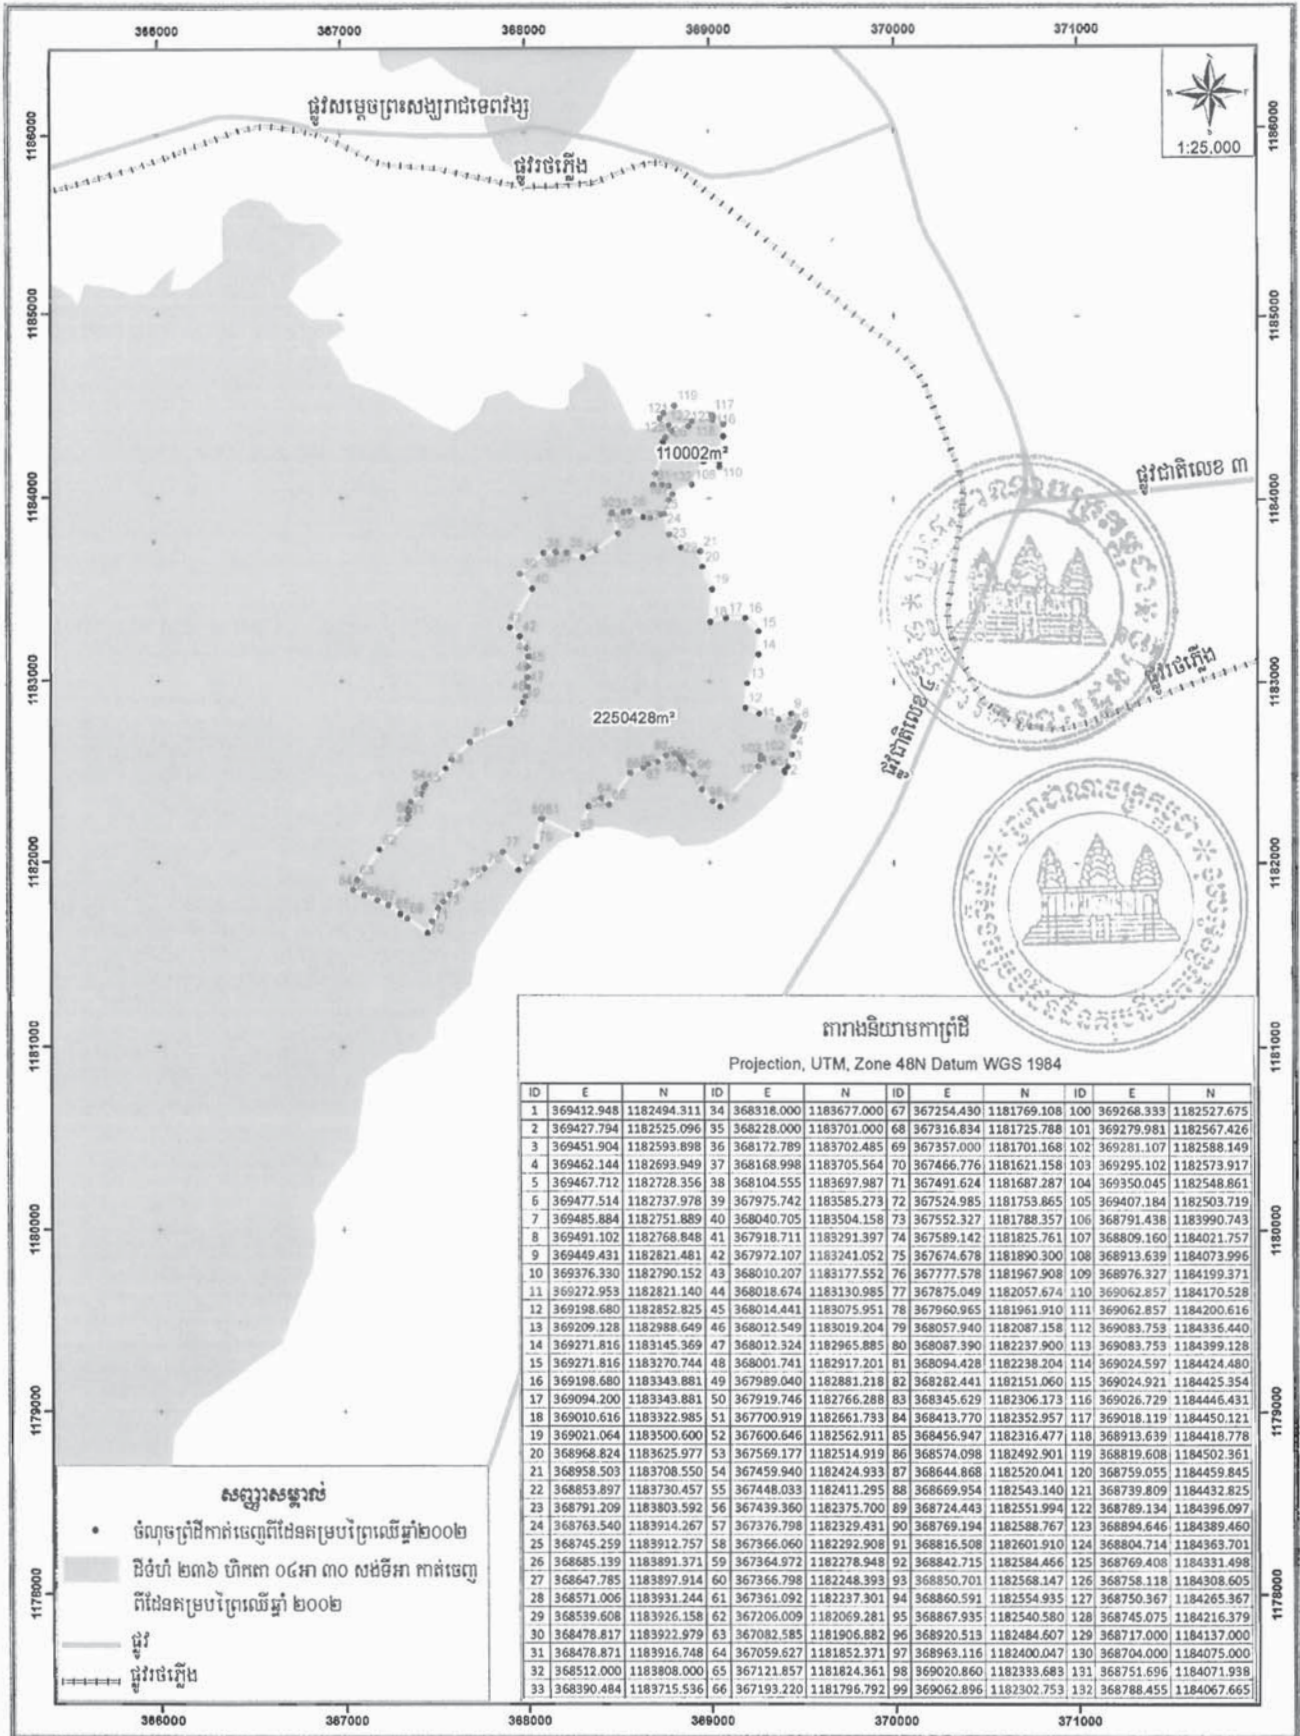 366000 367000 368000 369000 370000 371000
1:25.000
ផ្លូវសម្តេចព្រះសង្ឃរាជទេពវង្ស
ផ្លូវរថភ្លើង
1186000 1186000
1185000 1185000
110002m²
ផ្លូវជាតិលេខ ៣
1184000 1184000
ផ្លូវរថភ្លើង
1183000 1183000
2250428m²
ផ្លូវជាតិលេខ ៤
1182000 1182000
1181000 1181000
1180000 1180000
1179000 1179000
1178000 1178000
តារាងនិយាមកាព្រំដី
Projection, UTM, Zone 48N Datum WGS 1984
ID E N ID E N ID E N ID E N
1 369412.948 1182494.311 34 368318.000 1183677.000 67 367254.430 1181769.108 100 369268.333 1182527.675
2 369427.794 1182525.096 35 368228.000 1183701.000 68 367316.834 1181725.788 101 369279.981 1182567.426
3 369451.904 1182593.898 36 368172.789 1183702.485 69 367357.000 1181701.168 102 369281.107 1182588.149
4 369462.144 1182693.949 37 368168.998 1183705.564 70 367466.776 1181621.158 103 369295.102 1182573.917
5 369467.712 1182728.356 38 368104.555 1183697.987 71 367491.624 1181687.287 104 369350.045 1182548.861
6 369477.514 1182737.978 39 367975.742 1183585.273 72 367524.985 1181753.865 105 369407.184 1182503.719
7 369485.884 1182751.889 40 368040.705 1183504.158 73 367552.327 1181788.357 106 368791.438 1183990.743
8 369491.102 1182768.848 41 367918.711 1183291.397 74 367589.142 1181825.761 107 368809.160 1184021.757
9 369449.431 1182821.481 42 367972.107 1183241.052 75 367674.678 1181890.300 108 368913.639 1184073.996
10 369376.330 1182790.152 43 368010.207 1183177.552 76 367777.578 1181967.908 109 368976.327 1184199.371
11 369272.953 1182821.140 44 368018.674 1183130.985 77 367875.049 1182057.674 110 369062.857 1184170.528
12 369198.680 1182852.825 45 368014.441 1183075.951 78 367960.965 1181961.910 111 369062.857 1184200.616
13 369209.128 1182988.649 46 368012.549 1183019.204 79 368057.940 1182087.158 112 369083.753 1184336.440
14 369271.816 1183145.369 47 368012.324 1182965.885 80 368087.390 1182237.900 113 369083.753 1184399.128
15 369271.816 1183270.744 48 368001.741 1182917.201 81 368094.428 1182238.204 114 369024.597 1184424.480
16 369198.680 1183343.881 49 367989.040 1182881.218 82 368282.441 1182151.060 115 369024.921 1184425.354
17 369094.200 1183343.881 50 367919.746 1182766.288 83 368345.629 1182306.173 116 369026.729 1184446.431
18 369010.616 1183322.985 51 367700.919 1182661.733 84 368413.770 1182352.957 117 369018.119 1184450.121
19 369021.064 1183500.600 52 367600.646 1182562.911 85 368456.947 1182316.477 118 368913.639 1184418.778
20 368968.824 1183625.977 53 367569.177 1182514.919 86 368574.098 1182492.901 119 368819.608 1184502.361
21 368958.503 1183708.550 54 367459.940 1182424.933 87 368644.868 1182520.041 120 368759.055 1184459.845
22 368853.897 1183730.457 55 367448.033 1182411.295 88 368669.954 1182543.140 121 368739.809 1184432.825
23 368791.209 1183803.592 56 367439.360 1182375.700 89 368724.443 1182551.994 122 368789.134 1184396.097
24 368763.540 1183914.267 57 367376.798 1182329.431 90 368769.194 1182588.767 123 368894.646 1184389.460
25 368745.259 1183912.757 58 367366.060 1182292.908 91 368816.508 1182601.910 124 368804.714 1184363.701
26 368685.139 1183891.371 59 367364.972 1182278.948 92 368842.715 1182584.466 125 368769.408 1184331.498
27 368647.785 1183897.914 60 367366.798 1182248.393 93 368850.701 1182568.147 126 368758.118 1184308.605
28 368571.006 1183931.244 61 367361.092 1182237.301 94 368860.591 1182554.935 127 368750.367 1184265.367
29 368539.608 1183926.158 62 367206.009 1182069.281 95 368867.935 1182540.580 128 368745.075 1184216.379
30 368478.817 1183922.979 63 367082.585 1181906.882 96 368920.513 1182484.607 129 368717.000 1184137.000
31 368478.871 1183916.748 64 367059.627 1181852.371 97 368963.116 1182400.047 130 368704.000 1184075.000
32 368512.000 1183808.000 65 367121.857 1181824.361 98 369020.860 1182333.683 131 368751.696 1184071.938
33 368390.484 1183715.536 66 367193.220 1181796.792 99 369062.896 1182302.753 132 368788.455 1184067.665
សញ្ញាសម្គាល់
ចំណុចព្រំដីកាត់ចេញពីដែនគម្របព្រៃឈើឆ្នាំ២០០២
ដីទំហំ ២៣៦ ហិកតា ០៤អា ៣០ សង់ទីអា កាត់ចេញ
ពីដែនគម្របព្រៃឈើឆ្នាំ ២០០២
ផ្លូវ
ផ្លូវរថភ្លើង
366000 367000 368000 369000 370000 371000